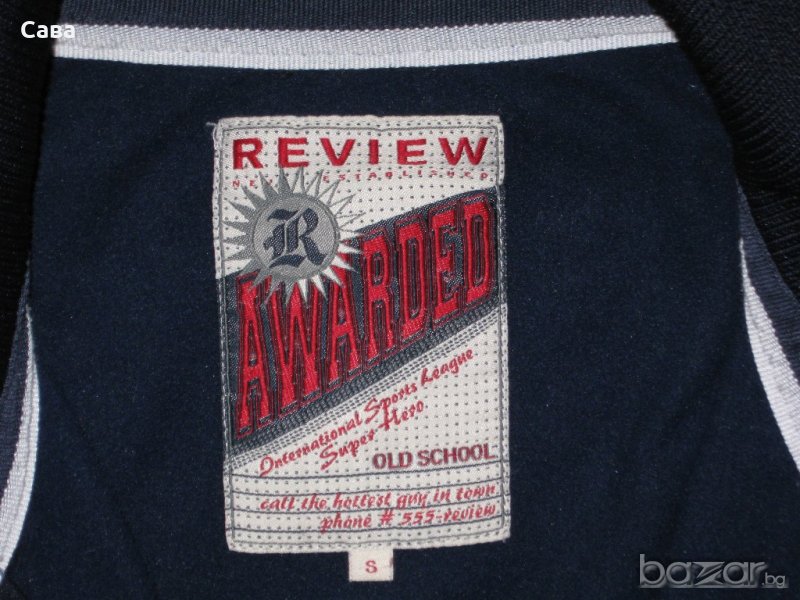 Сава
REVIEW
R
AWARDED
International Sports League
Super Hero
OLD SCHOOL
call the hottest guy in town
phone # 555-review
S
bazar.bg